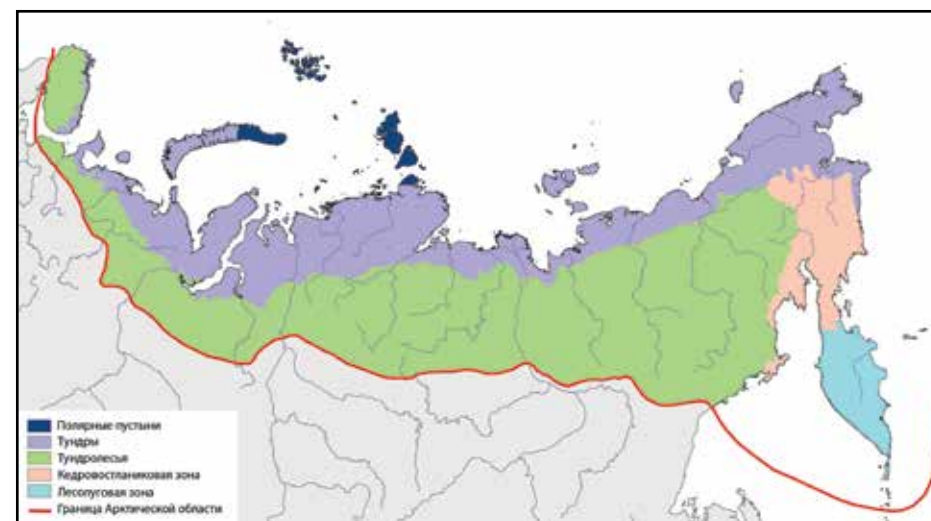 Полярные пустыни
Тундры
Тундролесья
Кедровостланиковая зона
Лесолуговая зона
Граница Арктической области